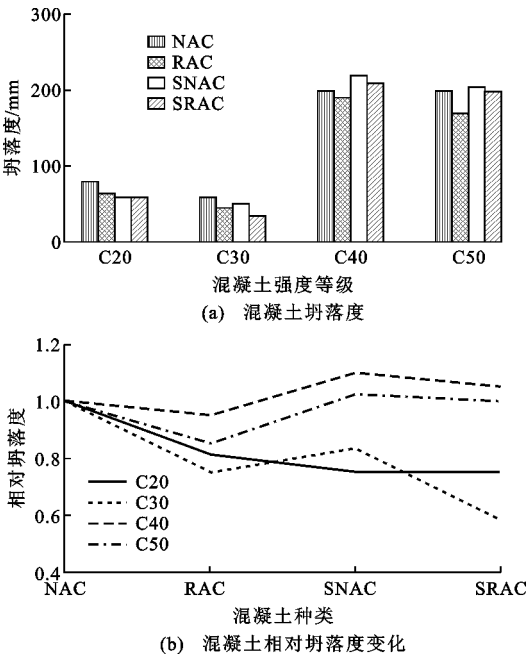 300
200
100
0
坍落度/mm
NAC
RAC
SNAC
SRAC
C20 C30 C40 C50
混凝土强度等级
(a) 混凝土坍落度
1.2
1.0
0.8
0.6
0.4
相对坍落度
C20
C30
C40
C50
NAC RAC SNAC SRAC
混凝土种类
(b) 混凝土相对坍落度变化